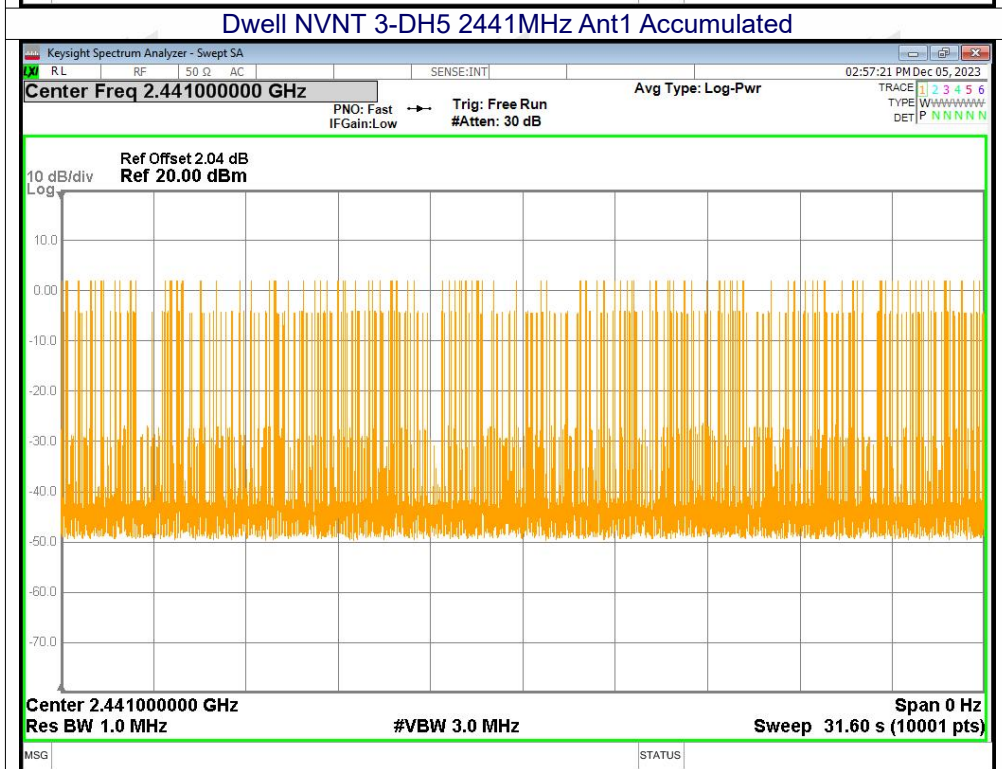 Dwell NVNT 3-DH5 2441MHz Ant1 Accumulated
Keysight Spectrum Analyzer - Swept SA
LXI RL RF 50 Ω AC SENSE:INT 02:57:21 PM Dec 05, 2023
Center Freq 2.441000000 GHz Avg Type: Log-Pwr TRACE 1 2 3 4 5 6
PNO: Fast Trig: Free Run TYPE WWWWWWW
IFGain:Low #Atten: 30 dB DET P N N N N N
Ref Offset 2.04 dB
10 dB/div Ref 20.00 dBm
Log
10.0
0.00
-10.0
-20.0
-30.0
-40.0
-50.0
-60.0
-70.0
Center 2.441000000 GHz Span 0 Hz
Res BW 1.0 MHz #VBW 3.0 MHz Sweep 31.60 s (10001 pts)
MSG STATUS